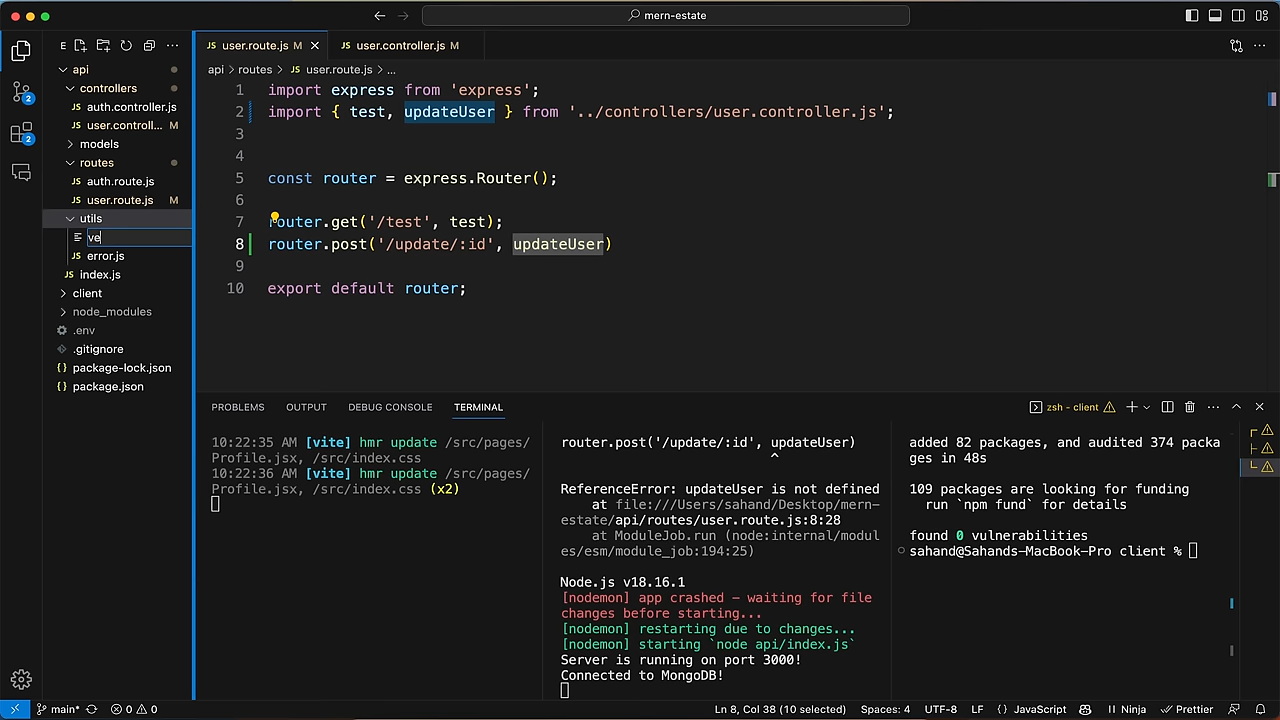 mern-estate
E
api
controllers
auth.controller.js
user.controll... M
models
routes
auth.route.js
user.route.js M
utils
ve
error.js
index.js
client
node_modules
.env
.gitignore
package-lock.json
package.json
2
2
JS user.route.js M
JS user.controller.js M
api > routes > JS user.route.js > ...
1 import express from 'express';
2 import { test, updateUser } from '../controllers/user.controller.js';
3
4
5 const router = express.Router();
6
7 router.get('/test', test);
8 router.post('/update/:id', updateUser)
9
10 export default router;
PROBLEMS OUTPUT DEBUG CONSOLE TERMINAL
zsh - client
10:22:35 AM [vite] hmr update /src/pages/
Profile.jsx, /src/index.css
10:22:36 AM [vite] hmr update /src/pages/
Profile.jsx, /src/index.css (x2)
router.post('/update/:id', updateUser)
^
ReferenceError: updateUser is not defined
at file:///Users/sahand/Desktop/mern-
estate/api/routes/user.route.js:8:28
at ModuleJob.run (node:internal/modul
es/esm/module_job:194:25)
Node.js v18.16.1
[nodemon] app crashed - waiting for file
changes before starting...
[nodemon] restarting due to changes...
[nodemon] starting `node api/index.js`
Server is running on port 3000!
Connected to MongoDB!
added 82 packages, and audited 374 packa
ges in 48s
109 packages are looking for funding
run `npm fund` for details
found 0 vulnerabilities
sahand@Sahands-MacBook-Pro client %
main* 0 0 Ln 8, Col 38 (10 selected) Spaces: 4 UTF-8 LF {} JavaScript Ninja Prettier